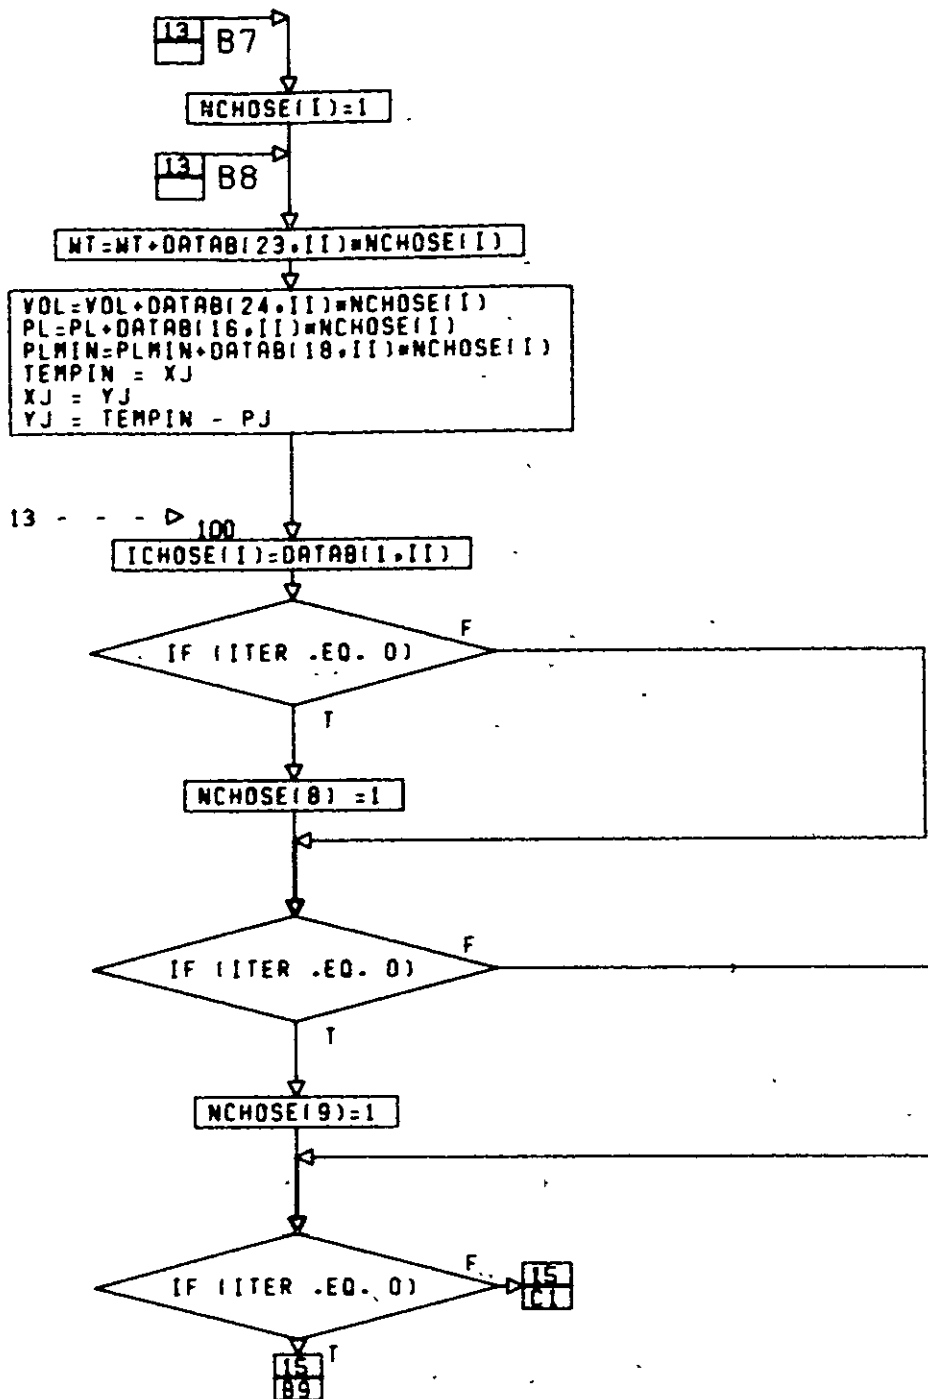 13
B7
NCHOSE(I)=1
13
B8
WT=WT+DATAB(23,II)*NCHOSE(I)
VOL=VOL+DATAB(24,II)*NCHOSE(I)
PL=PL+DATAB(16,II)*NCHOSE(I)
PLMIN=PLMIN+DATAB(18,II)*NCHOSE(I)
TEMPIN = XJ
XJ = YJ
YJ = TEMPIN - PJ
13 - - -
100
ICHOSE(I)=DATAB(1,II)
F
IF (ITER .EQ. 0)
T
NCHOSE(8) =1
F
IF (ITER .EQ. 0)
T
NCHOSE(9)=1
F
IF (ITER .EQ. 0)
15
C1
T
15
B9